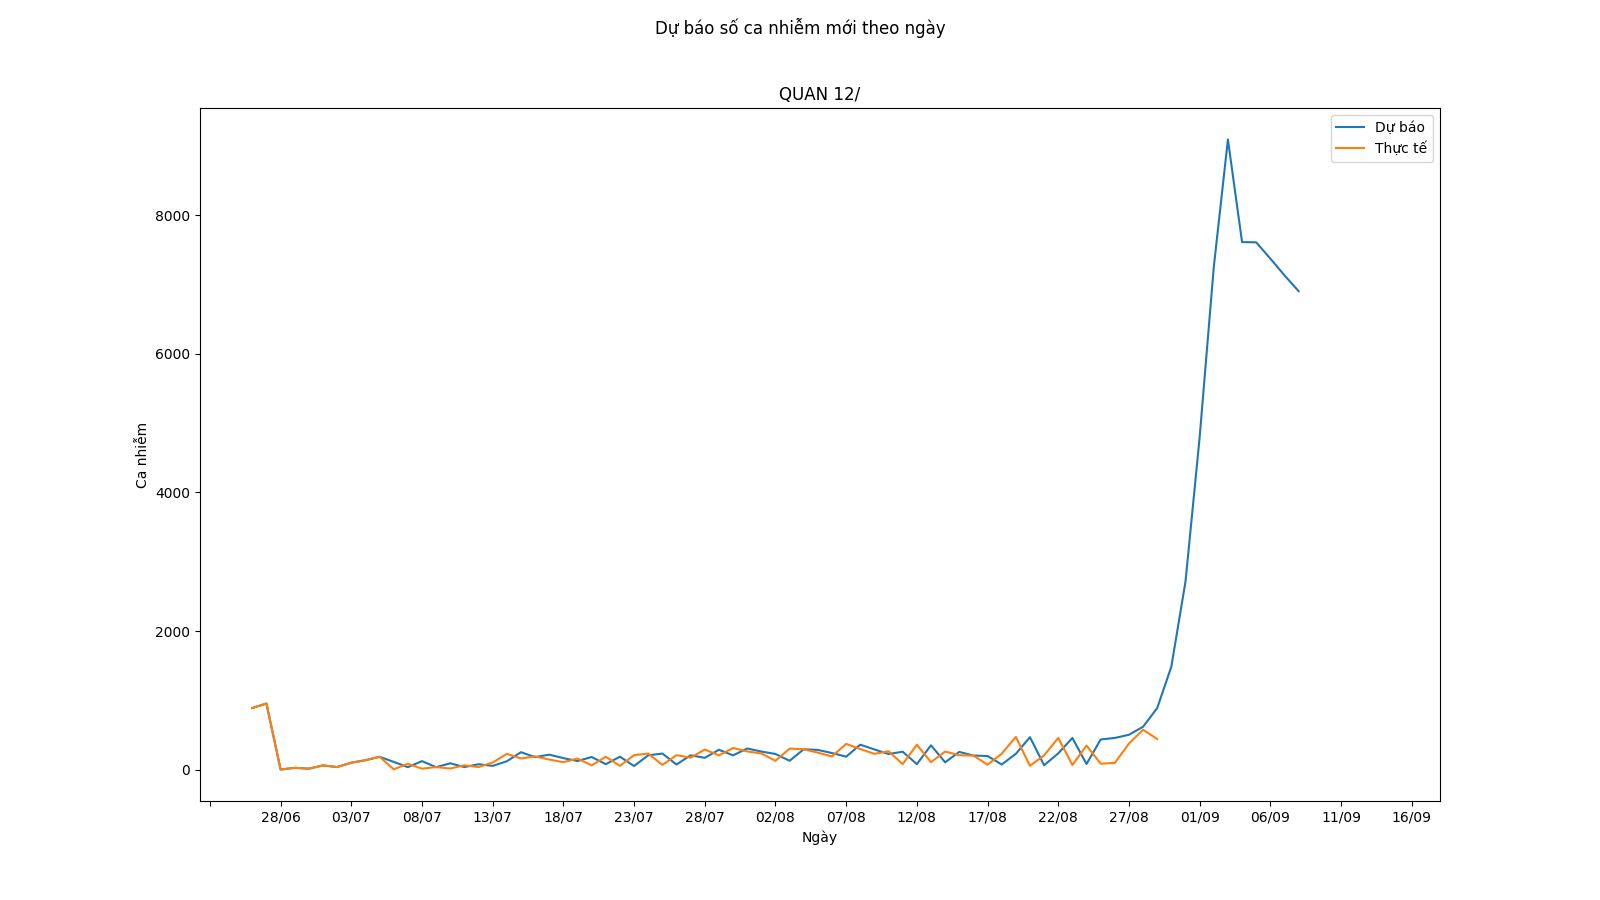 Dự báo số ca nhiễm mới theo ngày
QUAN 12/
Dự báo
Thực tế
8000
6000
4000
2000
0
Ca nhiễm
28/06 03/07 08/07 13/07 18/07 23/07 28/07 02/08 07/08 12/08 17/08 22/08 27/08 01/09 06/09 11/09 16/09
Ngày